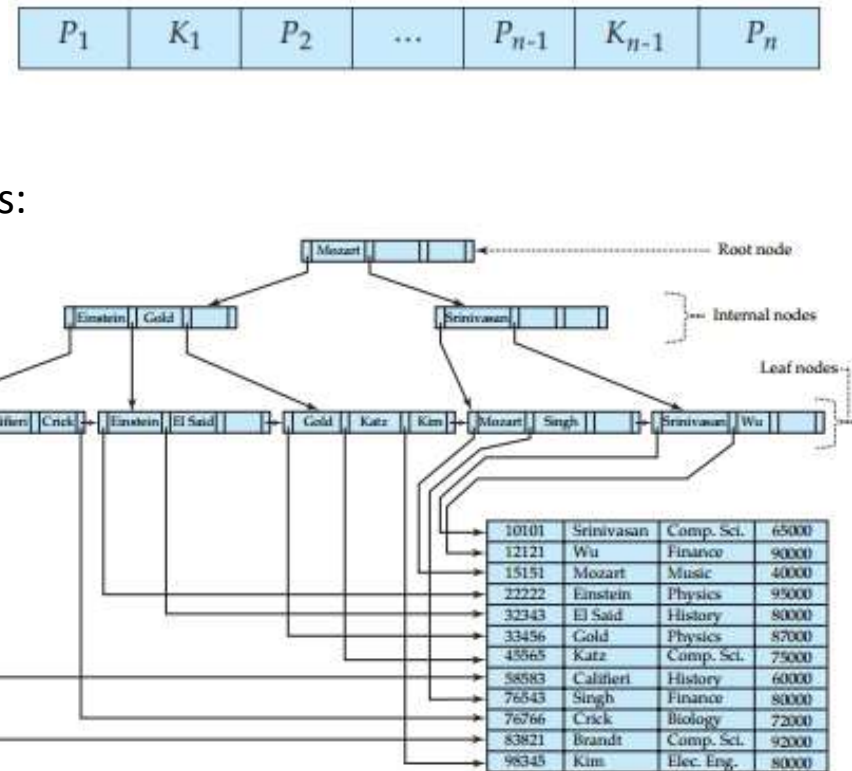 P1 K1 P2 ... Pn-1 Kn-1 Pn
s:
Mozart Root node
Einstein Gold Srinivasan Internal nodes
Leaf nodes
Crick Einstein El Said Gold Katz Kim Mozart Singh Srinivasan Wu
10101 Srinivasan Comp. Sci. 65000
12121 Wu Finance 90000
15151 Mozart Music 40000
22222 Einstein Physics 95000
32343 El Said History 80000
33456 Gold Physics 87000
45565 Katz Comp. Sci. 75000
58583 Califieri History 60000
76543 Singh Finance 80000
76766 Crick Biology 72000
83821 Brandt Comp. Sci. 92000
98345 Kim Elec. Eng. 80000